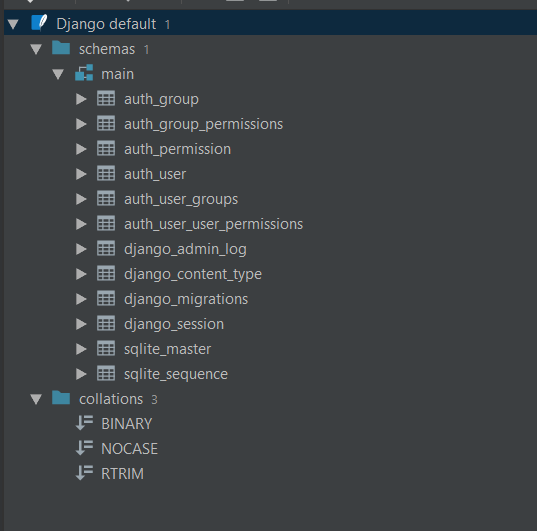 Django default 1
schemas 1
main
auth_group
auth_group_permissions
auth_permission
auth_user
auth_user_groups
auth_user_user_permissions
django_admin_log
django_content_type
django_migrations
django_session
sqlite_master
sqlite_sequence
collations 3
BINARY
NOCASE
RTRIM